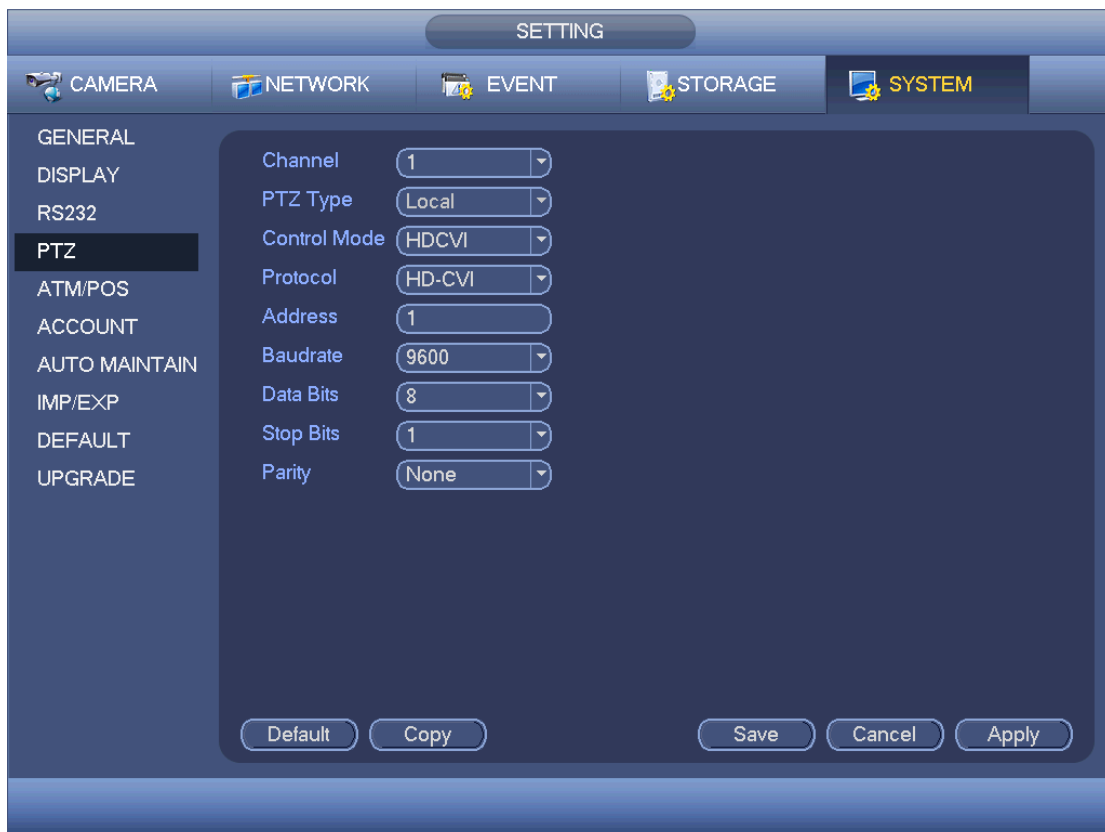 SETTING
CAMERA NETWORK EVENT STORAGE SYSTEM
GENERAL
DISPLAY
RS232
PTZ
ATM/POS
ACCOUNT
AUTO MAINTAIN
IMP/EXP
DEFAULT
UPGRADE
Channel 1
PTZ Type Local
Control Mode HDCVI
Protocol HD-CVI
Address 1
Baudrate 9600
Data Bits 8
Stop Bits 1
Parity None
Default Copy Save Cancel Apply